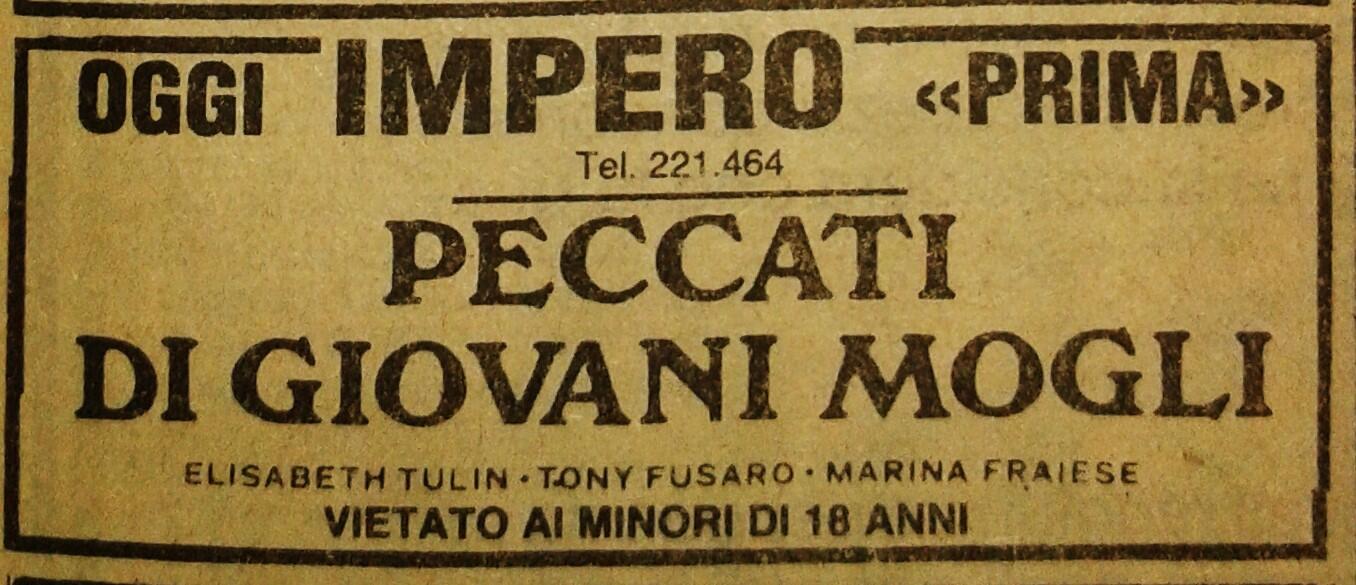 OGGI IMPERO «PRIMA»
Tel. 221.464
PECCATI
DI GIOVANI MOGLI
ELISABETH TULIN · TONY FUSARO · MARINA FRAIESE
VIETATO AI MINORI DI 18 ANNI